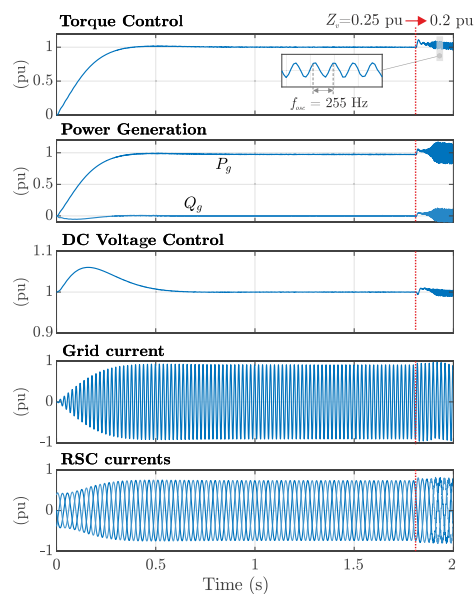 Torque Control
Z_v=0.25 pu → 0.2 pu
(pu)
1
0.5
0
f_osc = 255 Hz
Power Generation
(pu)
1
0.5
0
P_g
Q_g
DC Voltage Control
(pu)
1.1
1
0.9
Grid current
(pu)
1
0
-1
RSC currents
(pu)
1
0
-1
0 0.5 1 1.5 2
Time (s)